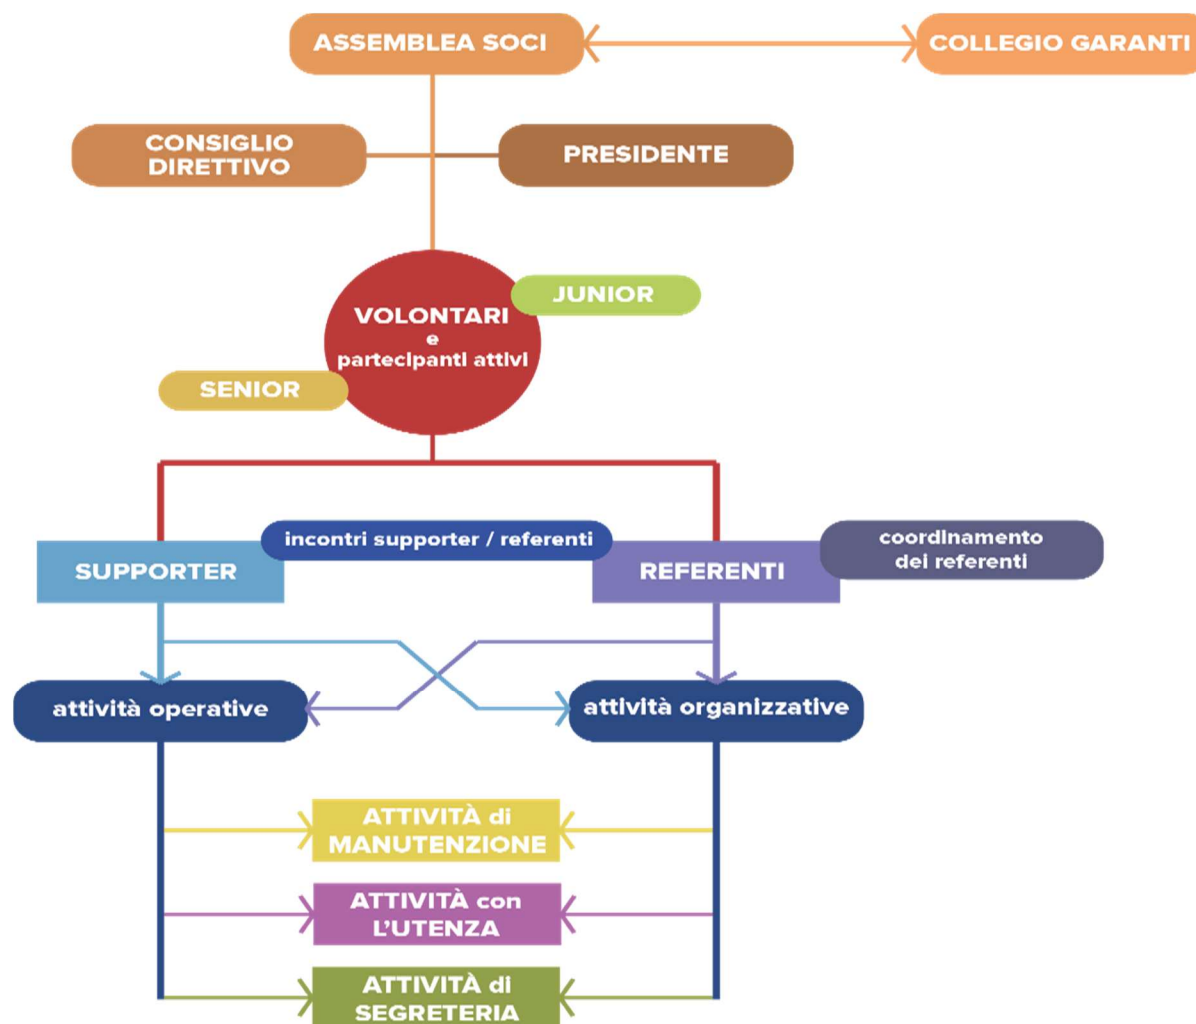 ASSEMBLEA SOCI
COLLEGIO GARANTI
CONSIGLIO
DIRETTIVO
PRESIDENTE
JUNIOR
VOLONTARI
e
partecipanti attivi
SENIOR
incontri supporter / referenti
coordinamento
dei referenti
SUPPORTER
REFERENTI
attività operative
attività organizzative
ATTIVITÀ di
MANUTENZIONE
ATTIVITÀ con
L'UTENZA
ATTIVITÀ di
SEGRETERIA